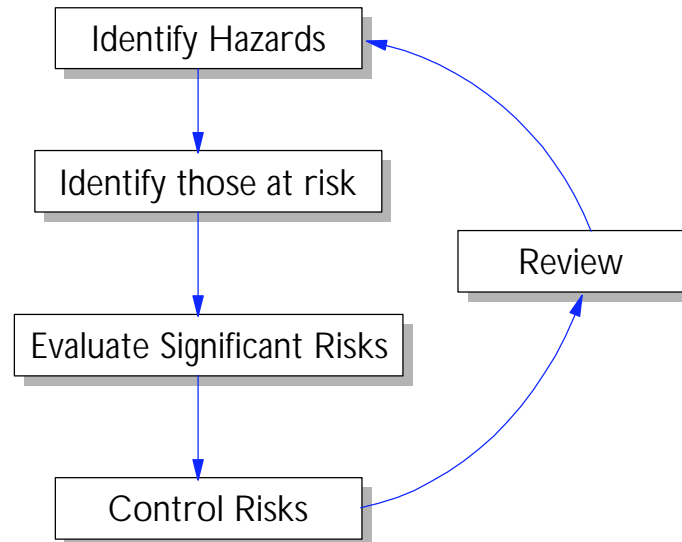 Identify Hazards
Identify those at risk
Review
Evaluate Significant Risks
Control Risks